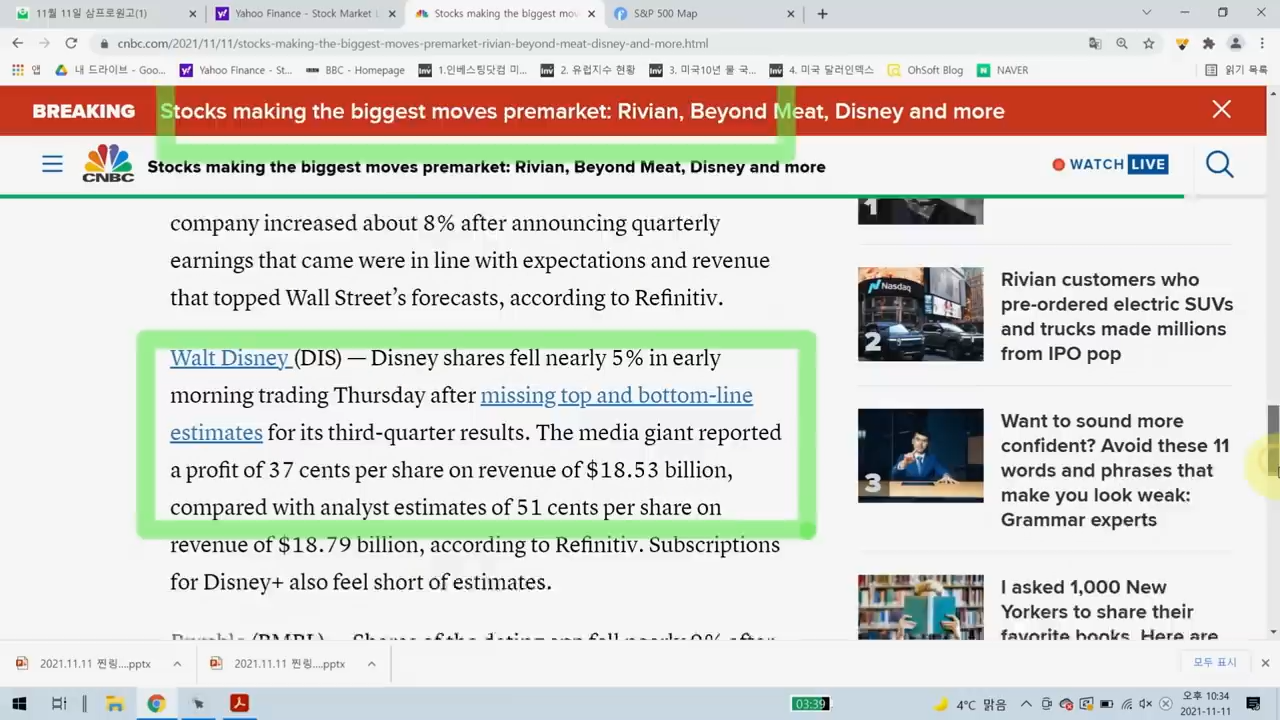 11월 11일 삼프로원고(1)
Yahoo Finance - Stock Market L
Stocks making the biggest mov
S&P 500 Map
cnbc.com/2021/11/11/stocks-making-the-biggest-moves-premarket-rivian-beyond-meat-disney-and-more.html
앱
내 드라이브 - Goo...
Yahoo Finance - St...
BBC - Homepage
1.인베스팅닷컴 미...
2. 유럽지수 현황
3. 미국10년 물 국...
4. 미국 달러인덱스
OhSoft Blog
NAVER
읽기 목록
BREAKING
Stocks making the biggest moves premarket: Rivian, Beyond Meat, Disney and more
CNBC
Stocks making the biggest moves premarket: Rivian, Beyond Meat, Disney and more
WATCH LIVE
company increased about 8% after announcing quarterly
earnings that came were in line with expectations and revenue
that topped Wall Street’s forecasts, according to Refinitiv.
Walt Disney (DIS) — Disney shares fell nearly 5% in early
morning trading Thursday after missing top and bottom-line
estimates for its third-quarter results. The media giant reported
a profit of 37 cents per share on revenue of $18.53 billion,
compared with analyst estimates of 51 cents per share on
revenue of $18.79 billion, according to Refinitiv. Subscriptions
for Disney+ also feel short of estimates.
1
Nasdaq
2
Rivian customers who
pre-ordered electric SUVs
and trucks made millions
from IPO pop
3
Want to sound more
confident? Avoid these 11
words and phrases that
make you look weak:
Grammar experts
I asked 1,000 New
Yorkers to share their
favorite books. Here are
2021.11.11 찐링....pptx
2021.11.11 찐링....pptx
모두 표시
03:39
4°C 맑음
오후 10:34
2021-11-11